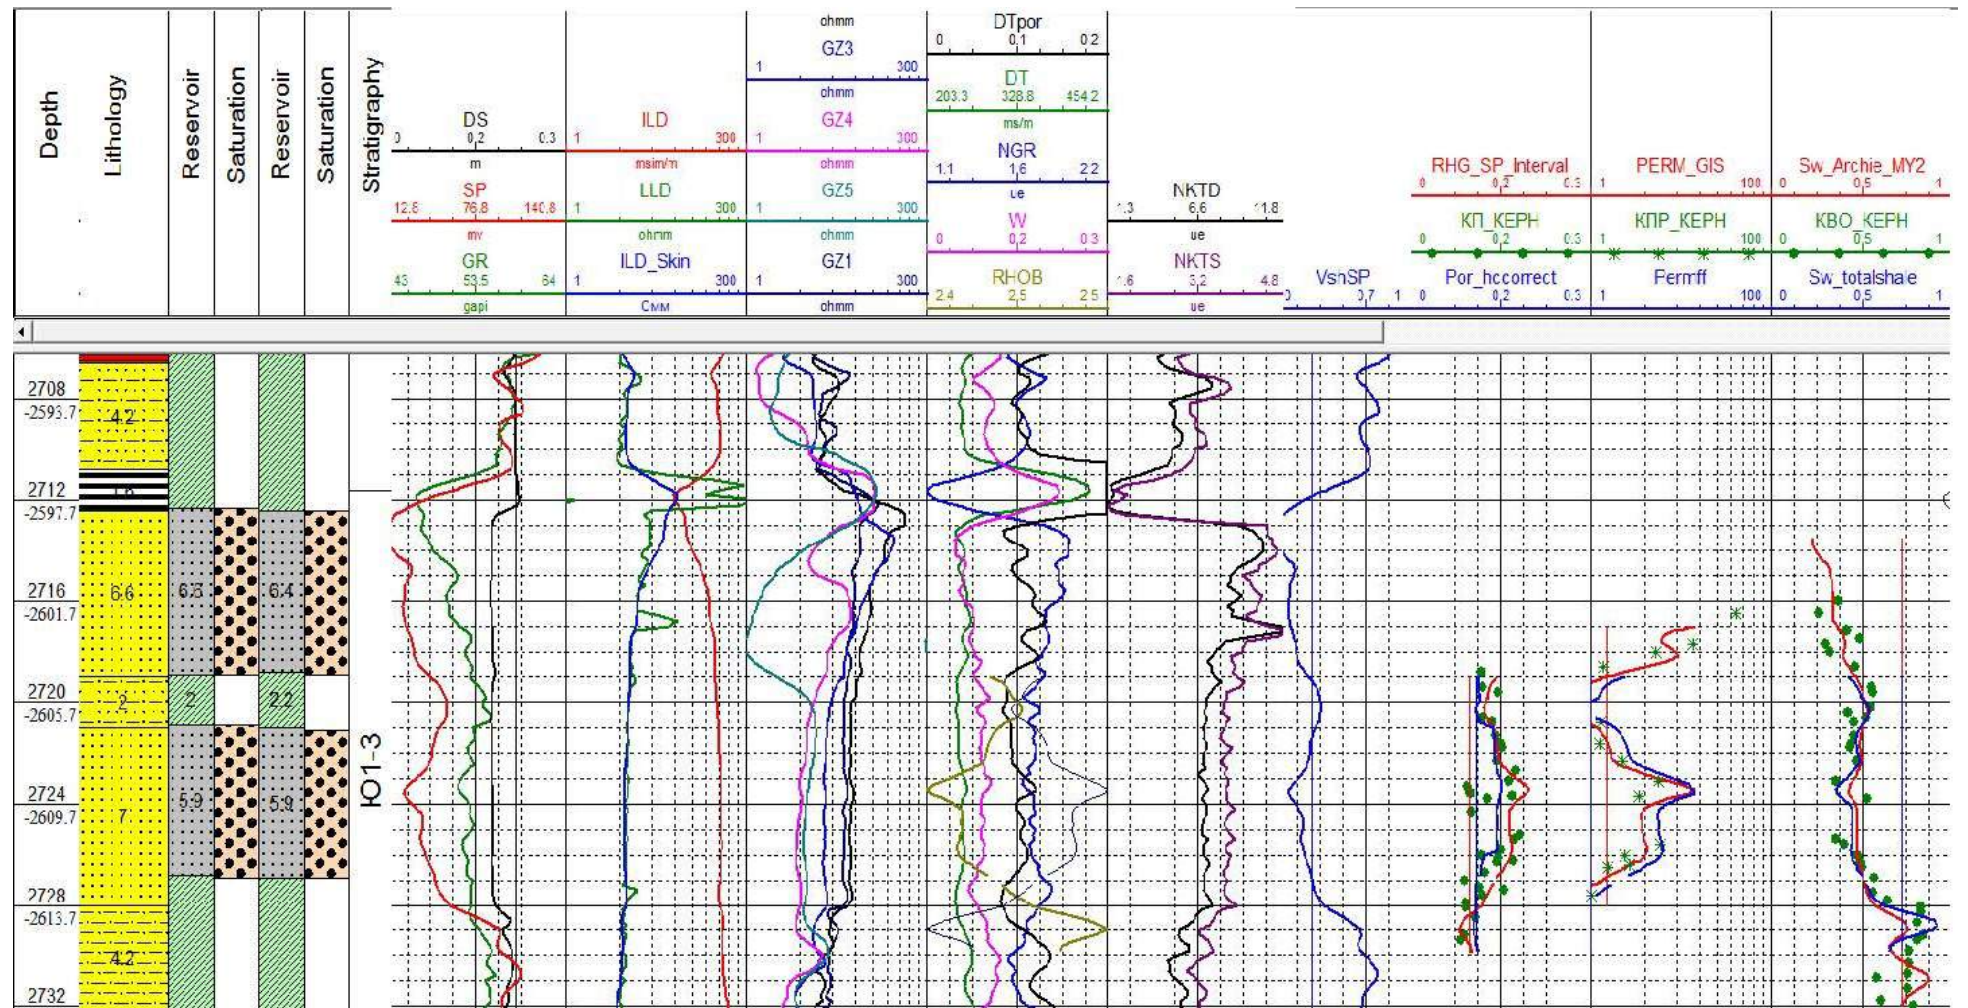 Depth
Lithology
Reservoir
Saturation
Reservoir
Saturation
Stratigraphy
DS
0 0,2 0.3
m
SP
12.8 76.8 140.8
mv
GR
43 53.5 64
gapi
ILD
1 300
msim/m
LLD
1 300
ohmm
ILD_Skin
1 300
Смм
ohmm
GZ3
1 300
ohmm
GZ4
1 300
ohmm
GZ5
1 300
ohmm
GZ1
1 300
ohmm
DTpor
0 0.1 0.2
DT
203.3 328.8 454.2
ms/m
NGR
1.1 1,6 2.2
ue
W
0 0,2 0.3
RHOB
2.4 2,5 2.5
NKTD
1.3 6.6 11.8
ue
NKTS
1.6 3,2 4.8
ue
VshSP
0 0,7 1
RHG_SP_Interval
0 0,2 0.3
КП_КЕРН
0 0,2 0.3
Por_hccorrect
0 0,2 0.3
PERM_GIS
1 100
КПР_КЕРН
1 100
Permff
1 100
Sw_Archie_MY2
0 0,5 1
КВО_КЕРН
0 0,5 1
Sw_totalshale
0 0,5 1
2708
-2593.7
4.2
2712
-2597.7
1.6
2716
-2601.7
6.6
6.5
6.4
2720
-2605.7
2
2
2.2
Ю1-3
2724
-2609.7
7
5.9
5.9
2728
-2613.7
4.2
2732